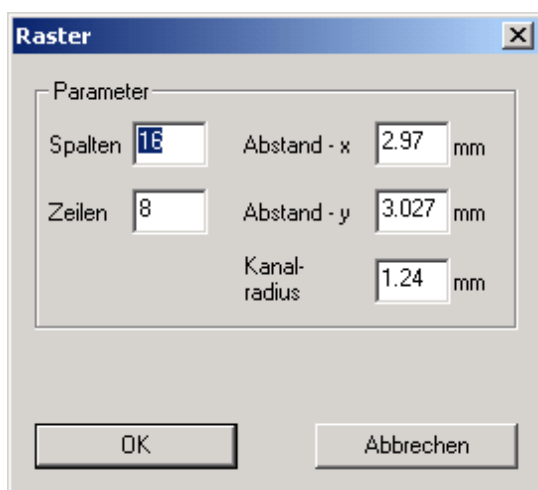 Raster
Parameter
Spalten 16 Abstand - x 2.97 mm
Zeilen 8 Abstand - y 3.027 mm
Kanal-
radius 1.24 mm
OK Abbrechen